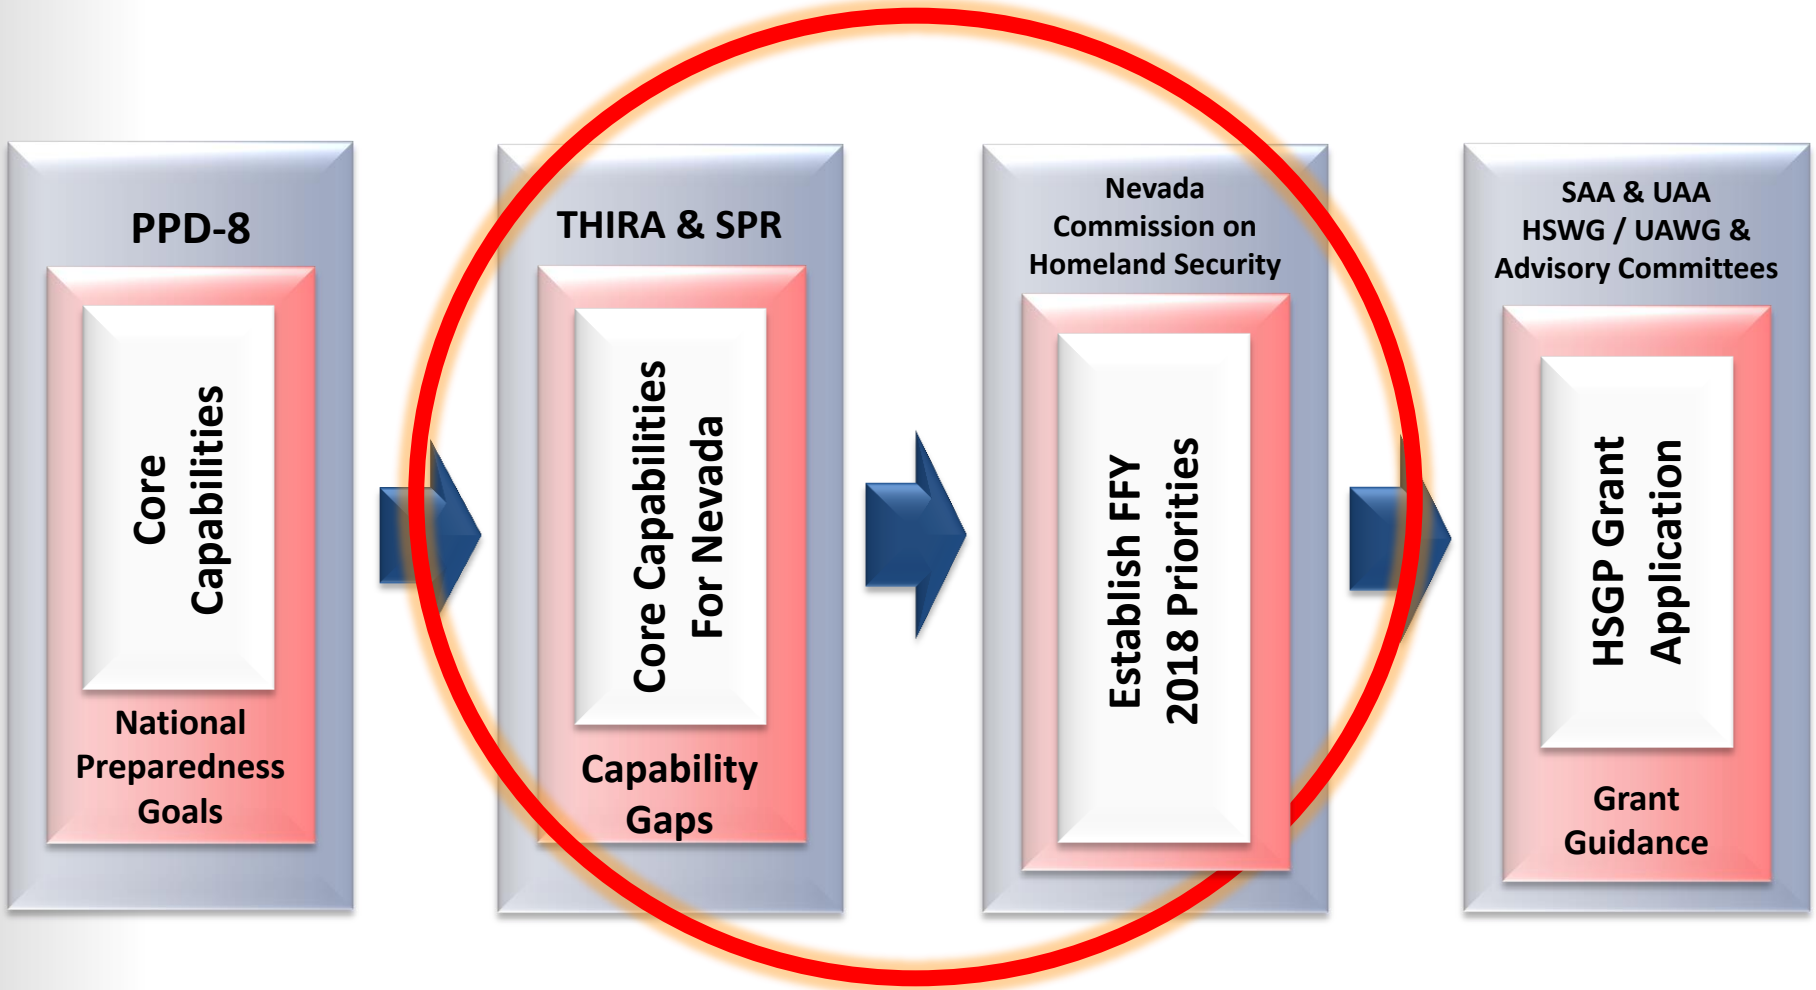 PPD-8
Core
Capabilities
National
Preparedness
Goals
THIRA & SPR
Core Capabilities
For Nevada
Capability
Gaps
Nevada
Commission on
Homeland Security
Establish FFY
2018 Priorities
SAA & UAA
HSWG / UAWG &
Advisory Committees
HSGP Grant
Application
Grant
Guidance